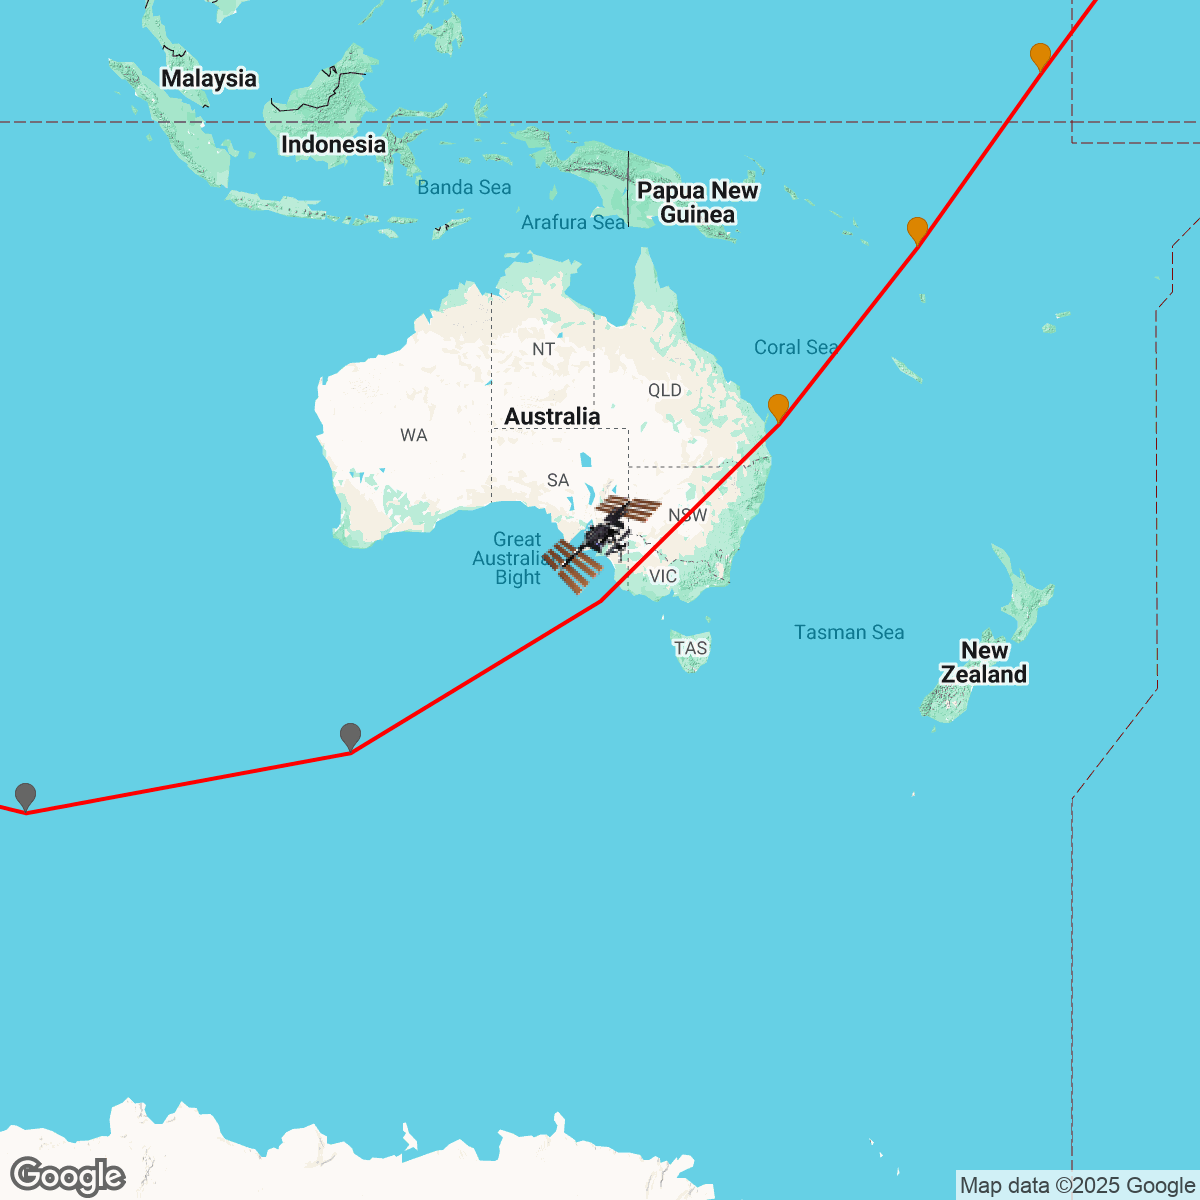 Malaysia
Indonesia
Banda Sea
Papua New
Guinea
Arafura Sea
Coral Sea
NT
QLD
Australia
WA
SA
NSW
Great
Australia
Bight
VIC
TAS
Tasman Sea
New
Zealand
Google
Map data ©2025 Google